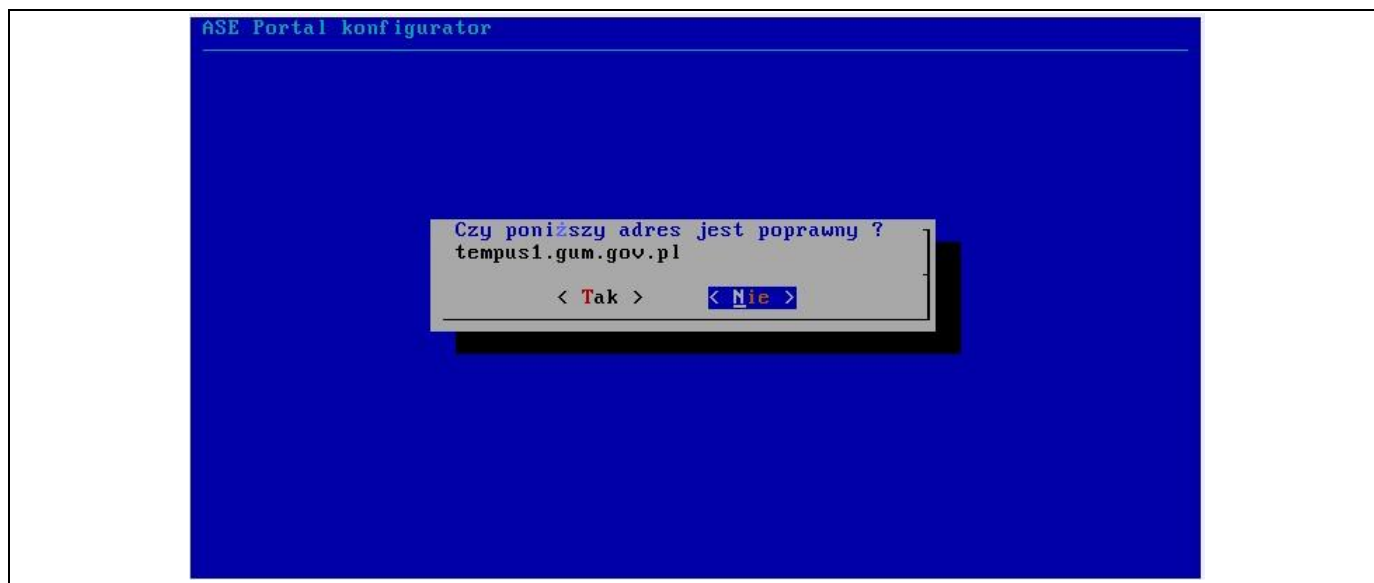 ASE Portal konfigurator
Czy poniższy adres jest poprawny ?
tempus1.gum.gov.pl
< Tak > < Nie >